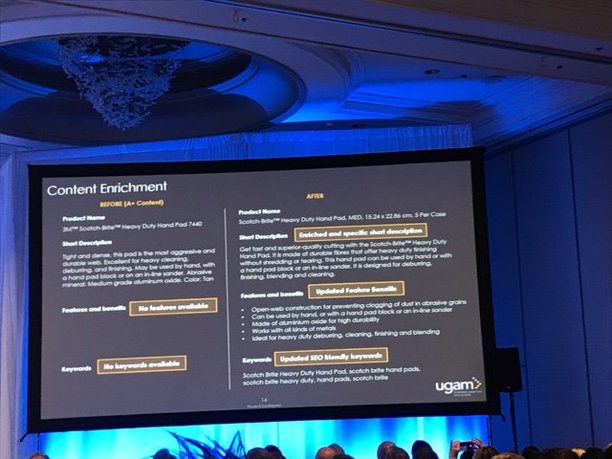 Content Enrichment
BEFORE (A+ Content)
Product Name
3M™ Scotch-Brite™ Heavy Duty Hand Pad 7440
Short Description
Tight and dense, this pad is the most aggressive and
durable web. Excellent for heavy cleaning,
deburring, and finishing. May be used by hand, with
a hand pad block or on an in-line sander. Abrasive
mineral: Medium grade aluminum oxide. Color: Tan
Features and benefits
No features available
Keywords
No keywords available
AFTER
Product Name
Scotch-Brite™ Heavy Duty Hand Pad, MED, 15.24 x 22.86 cm, 5 Per Case
Short Description
Enriched and specific short description
Get fast and superior-quality cutting with the Scotch-Brite™ Heavy Duty
Hand Pad. It is made of durable fibres that offer heavy duty finishing
without shredding or tearing. This hand pad can be used by hand or with
a hand pad block or an in-line sander. It is designed for deburring,
finishing, blending and cleaning.
Features and benefits
Updated Feature Benefits
• Open-web construction for preventing clogging of dust in abrasive grains
• Can be used by hand, or with a hand pad block or an in-line sander
• Made of aluminium oxide for high durability
• Works with all kinds of metals
• Ideal for heavy duty deburring, cleaning, finishing and blending
Keywords
Updated SEO friendly keywords
Scotch Brite Heavy Duty Hand Pad, scotch brite hand pads,
scotch brite heavy duty, hand pads, scotch brite
14
ugam